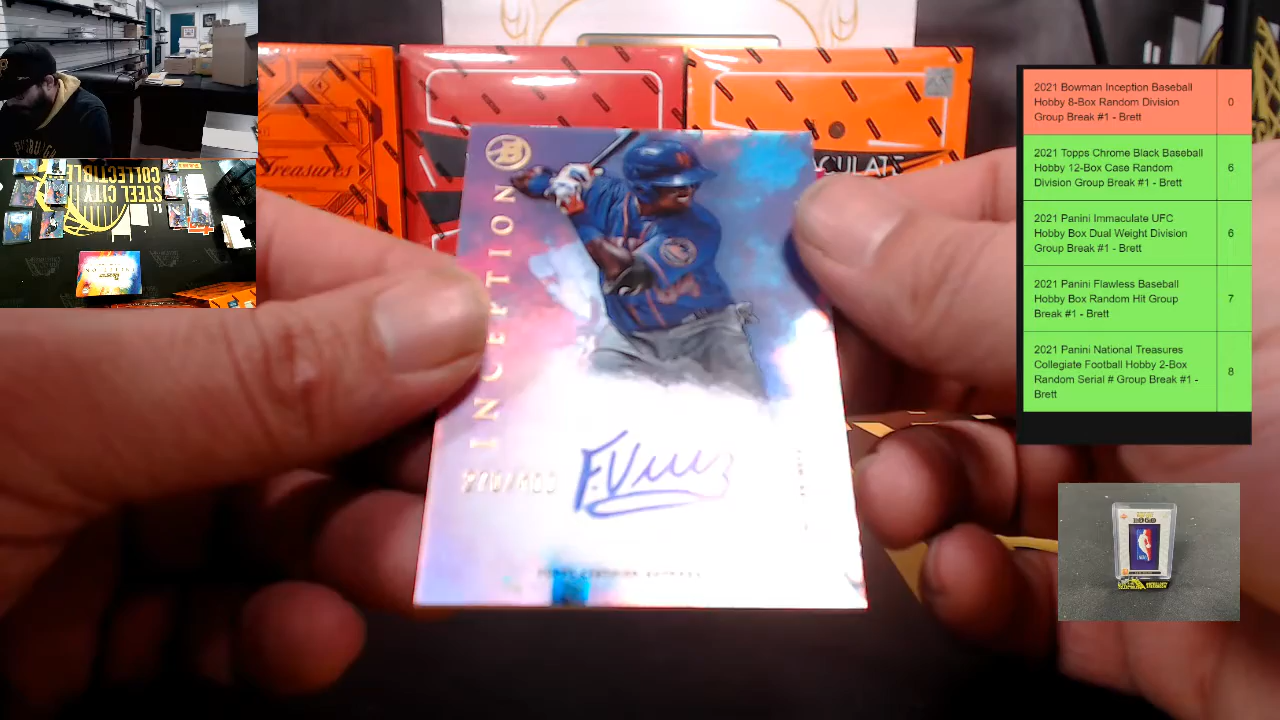 2021 Bowman Inception Baseball
Hobby 8-Box Random Division
Group Break #1 - Brett
0
2021 Topps Chrome Black Baseball
Hobby 12-Box Case Random
Division Group Break #1 - Brett
6
2021 Panini Immaculate UFC
Hobby Box Dual Weight Division
Group Break #1 - Brett
6
2021 Panini Flawless Baseball
Hobby Box Random Hit Group
Break #1 - Brett
7
2021 Panini National Treasures
Collegiate Football Hobby 2-Box
Random Serial # Group Break #1 -
Brett
8
Treasures
INCEPTION
STEEL CITY
COLLECTIBL